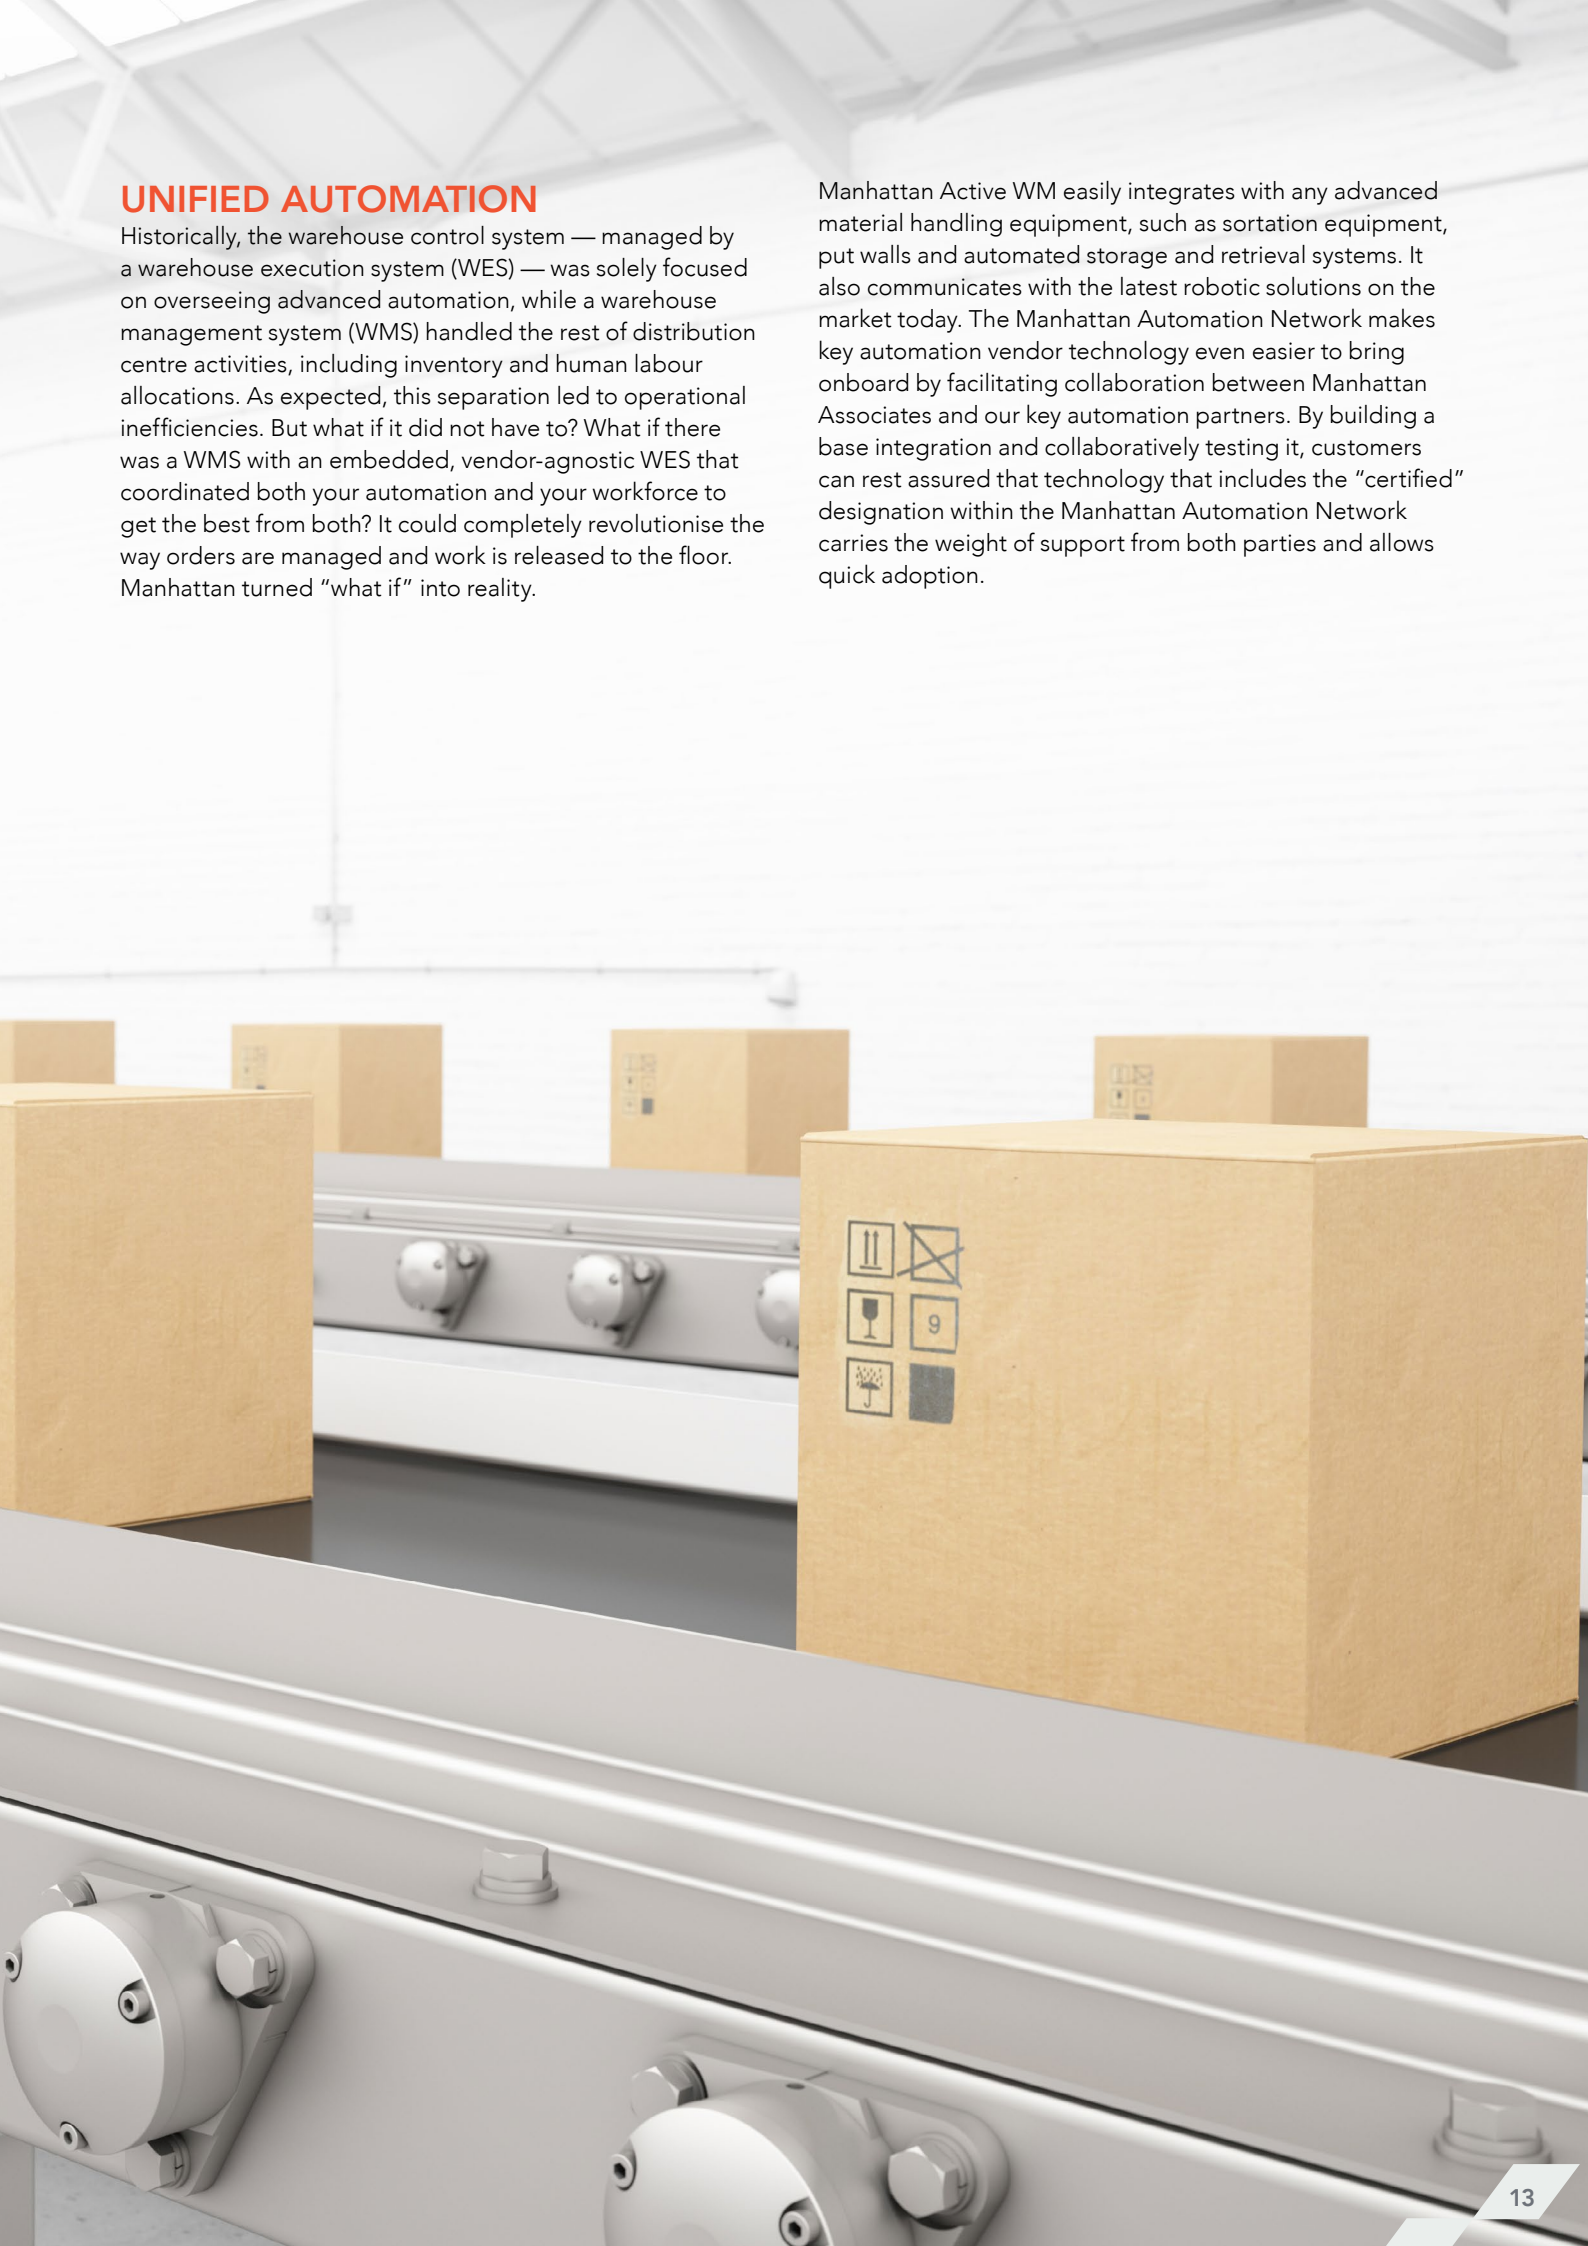 UNIFIED AUTOMATION
Historically, the warehouse control system — managed by
a warehouse execution system (WES) — was solely focused
on overseeing advanced automation, while a warehouse
management system (WMS) handled the rest of distribution
centre activities, including inventory and human labour
allocations. As expected, this separation led to operational
inefficiencies. But what if it did not have to? What if there
was a WMS with an embedded, vendor-agnostic WES that
coordinated both your automation and your workforce to
get the best from both? It could completely revolutionise the
way orders are managed and work is released to the floor.
Manhattan turned “what if” into reality.
Manhattan Active WM easily integrates with any advanced
material handling equipment, such as sortation equipment,
put walls and automated storage and retrieval systems. It
also communicates with the latest robotic solutions on the
market today. The Manhattan Automation Network makes
key automation vendor technology even easier to bring
onboard by facilitating collaboration between Manhattan
Associates and our key automation partners. By building a
base integration and collaboratively testing it, customers
can rest assured that technology that includes the “certified”
designation within the Manhattan Automation Network
carries the weight of support from both parties and allows
quick adoption.
9
13